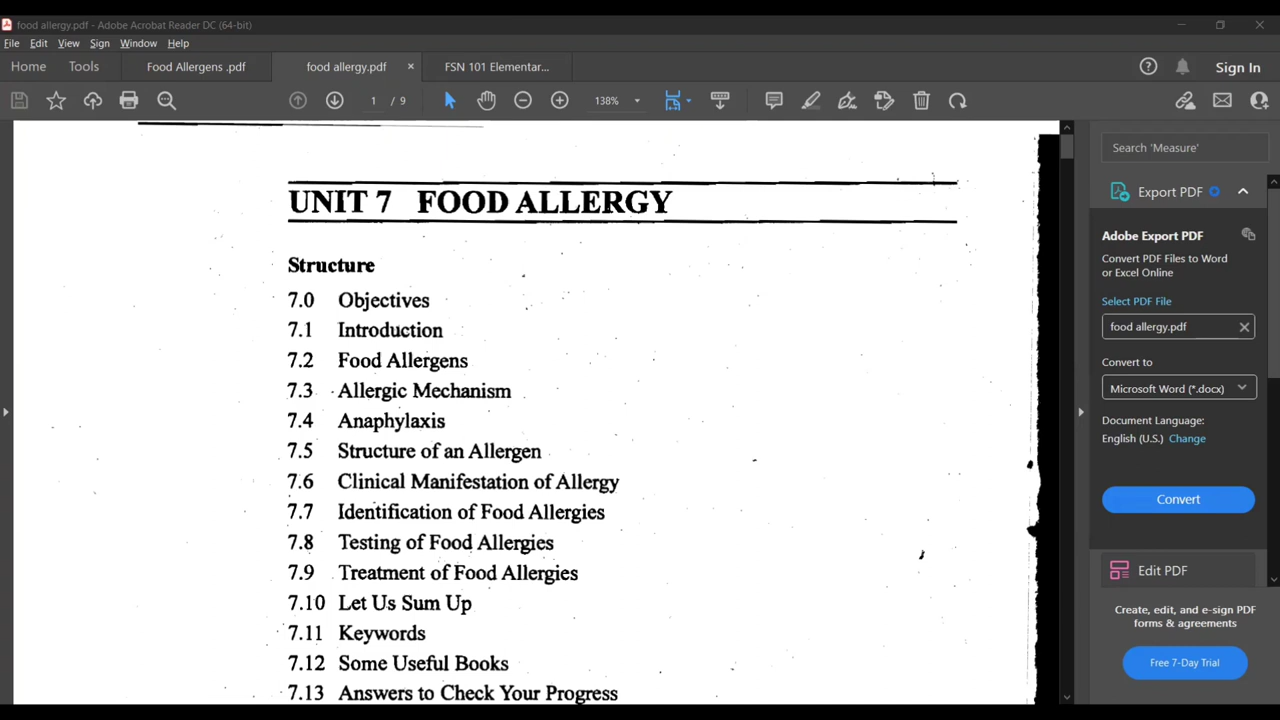 food allergy.pdf - Adobe Acrobat Reader DC (64-bit)
File Edit View Sign Window Help
Home Tools Food Allergens .pdf food allergy.pdf × FSN 101 Elementar... Sign In
1 / 9 138%
Search 'Measure'
UNIT 7 FOOD ALLERGY
Structure
7.0 Objectives
7.1 Introduction
7.2 Food Allergens
7.3 Allergic Mechanism
7.4 Anaphylaxis
7.5 Structure of an Allergen
7.6 Clinical Manifestation of Allergy
7.7 Identification of Food Allergies
7.8 Testing of Food Allergies
7.9 Treatment of Food Allergies
7.10 Let Us Sum Up
7.11 Keywords
7.12 Some Useful Books
7.13 Answers to Check Your Progress
Export PDF
Adobe Export PDF
Convert PDF Files to Word
or Excel Online
Select PDF File
food allergy.pdf
Convert to
Microsoft Word (*.docx)
Document Language:
English (U.S.) Change
Convert
Edit PDF
Create, edit, and e-sign PDF
forms & agreements
Free 7-Day Trial